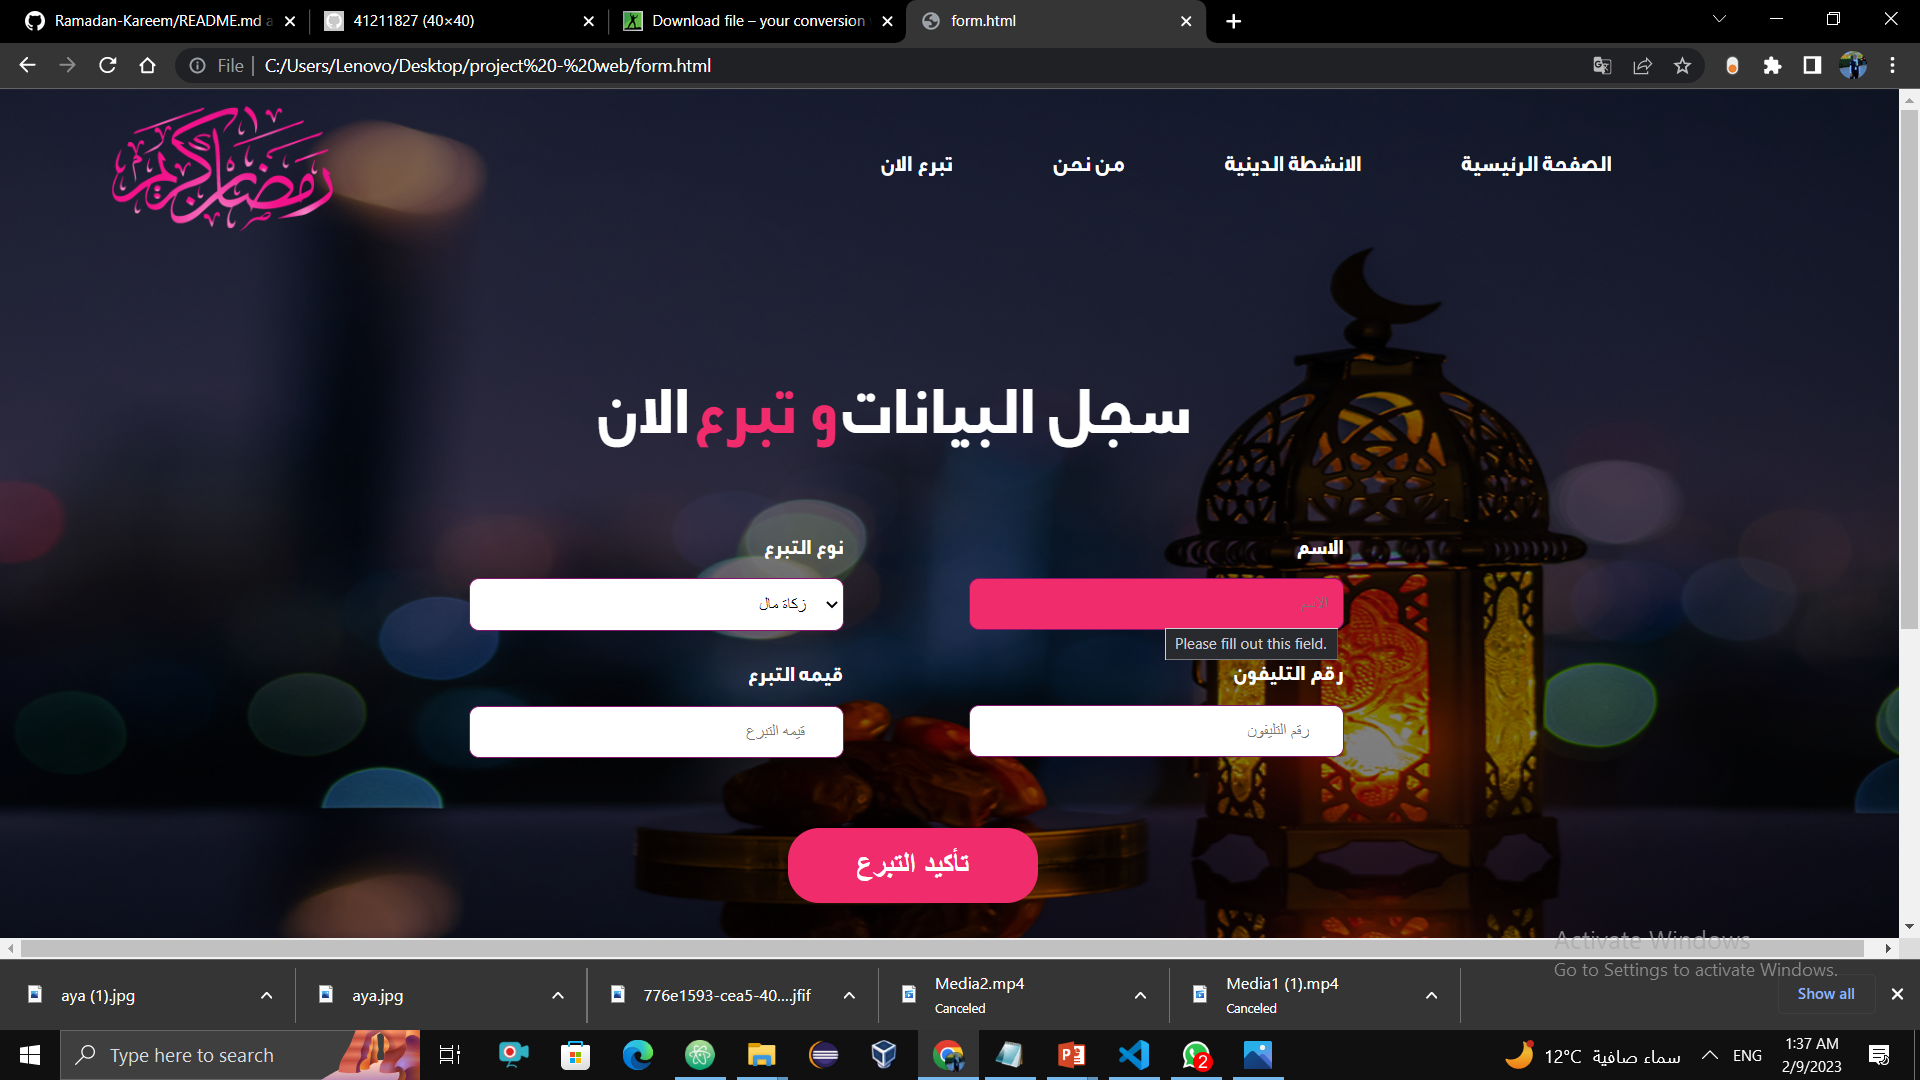 Ramadan-Kareem/README.md a
41211827 (40×40)
Download file – your conversion
form.html
File
C:/Users/Lenovo/Desktop/project%20-%20web/form.html
رمضان كريم
الصفحة الرئيسية
الانشطة الدينية
من نحن
تبرع الان
سجل البيانات و تبرع الان
الاسم
نوع التبرع
الاسم
زكاة مال
Please fill out this field.
رقم التليفون
قيمه التبرع
رقم التليفون
قيمه التبرع
تأكيد التبرع
Activate Windows
Go to Settings to activate Windows.
aya (1).jpg
aya.jpg
776e1593-cea5-40....jfif
Media2.mp4
Canceled
Media1 (1).mp4
Canceled
Show all
Type here to search
2
12°C سماء صافية
ENG
1:37 AM
2/9/2023